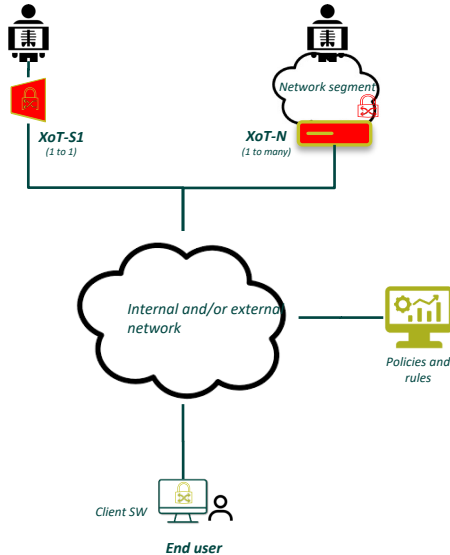 Network segment
XoT-S1
(1 to 1)
XoT-N
(1 to many)
Internal and/or external
network
Policies and
rules
Client SW
End user